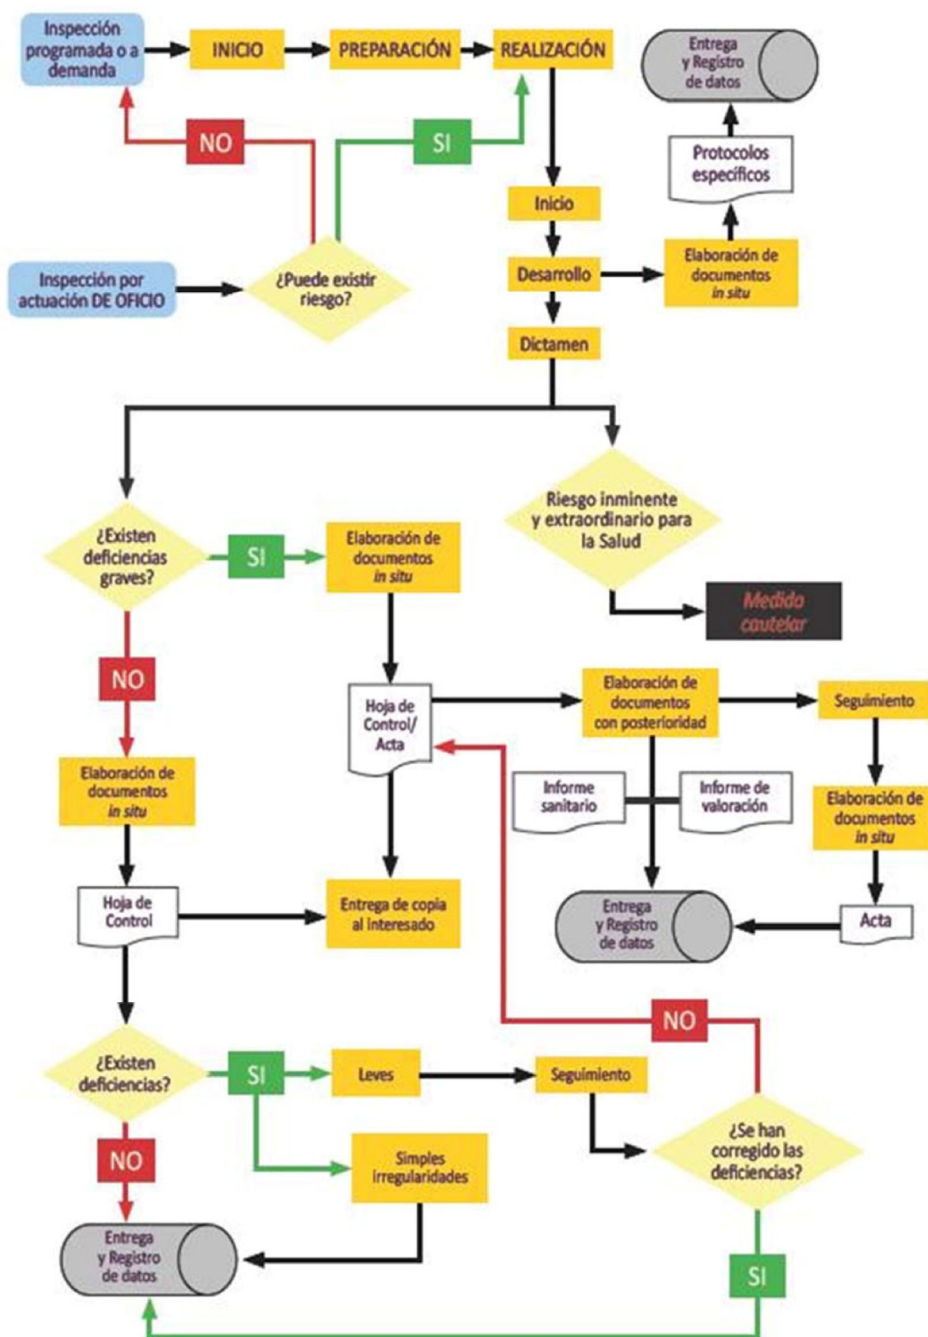 Inspección
programada o a
demanda
INICIO
PREPARACIÓN
REALIZACIÓN
Entrega
y Registro
de datos
NO
SI
Protocolos
específicos
Inicio
Inspección por
actuación DE OFICIO
¿Puede existir
riesgo?
Desarrollo
Elaboración de
documentos
in situ
Dictamen
¿Existen
deficiencias
graves?
SI
Elaboración de
documentos
in situ
Riesgo inminente
y extraordinario para
la Salud
Medida
cautelar
NO
Hoja de
Control/
Acta
Elaboración de
documentos
con posterioridad
Seguimiento
Elaboración de
documentos
in situ
Informe
sanitario
Informe de
valoración
Elaboración de
documentos
in situ
Hoja de
Control
Entrega de copia
al interesado
Entrega
y Registro
de datos
Acta
NO
¿Existen
deficiencias?
SI
Leves
Seguimiento
¿Se han
corregido las
deficiencias?
NO
Simples
irregularidades
Entrega
y Registro
de datos
SI